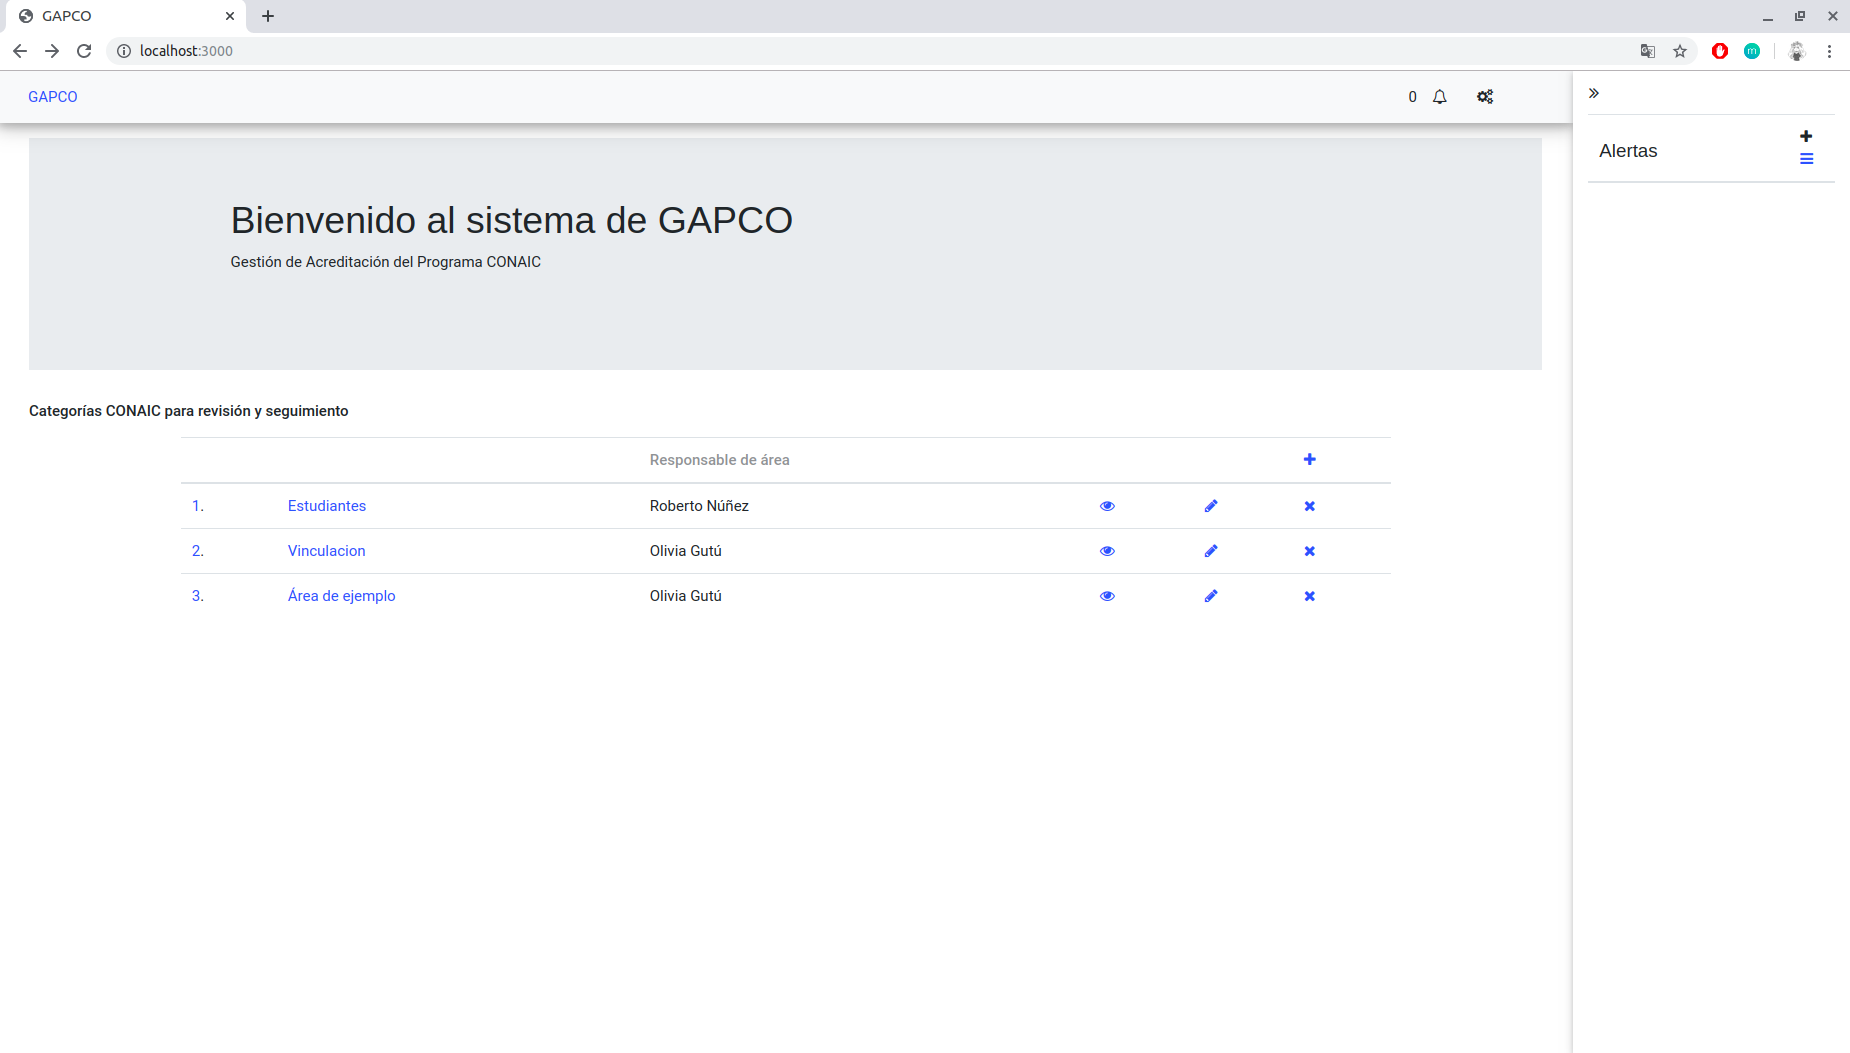 GAPCO
localhost:3000
GAPCO
0
Alertas
Bienvenido al sistema de GAPCO
Gestión de Acreditación del Programa CONAIC
Categorías CONAIC para revisión y seguimiento
Responsable de área
1. Estudiantes Roberto Núñez
2. Vinculacion Olivia Gutú
3. Área de ejemplo Olivia Gutú